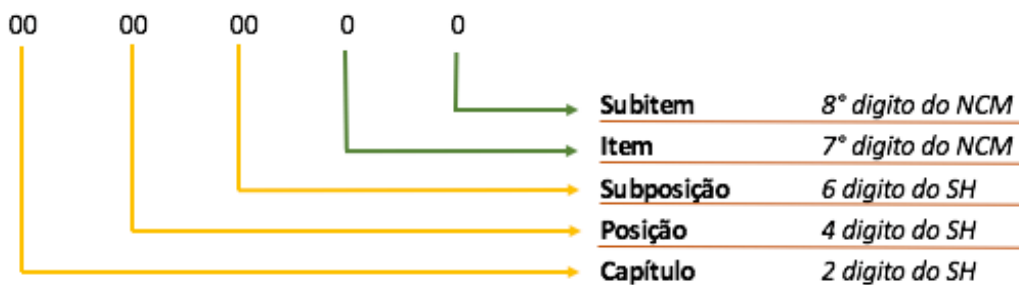 00 00 00 0 0
Subitem 8° digito do NCM
Item 7° digito do NCM
Subposição 6 digito do SH
Posição 4 digito do SH
Capítulo 2 digito do SH